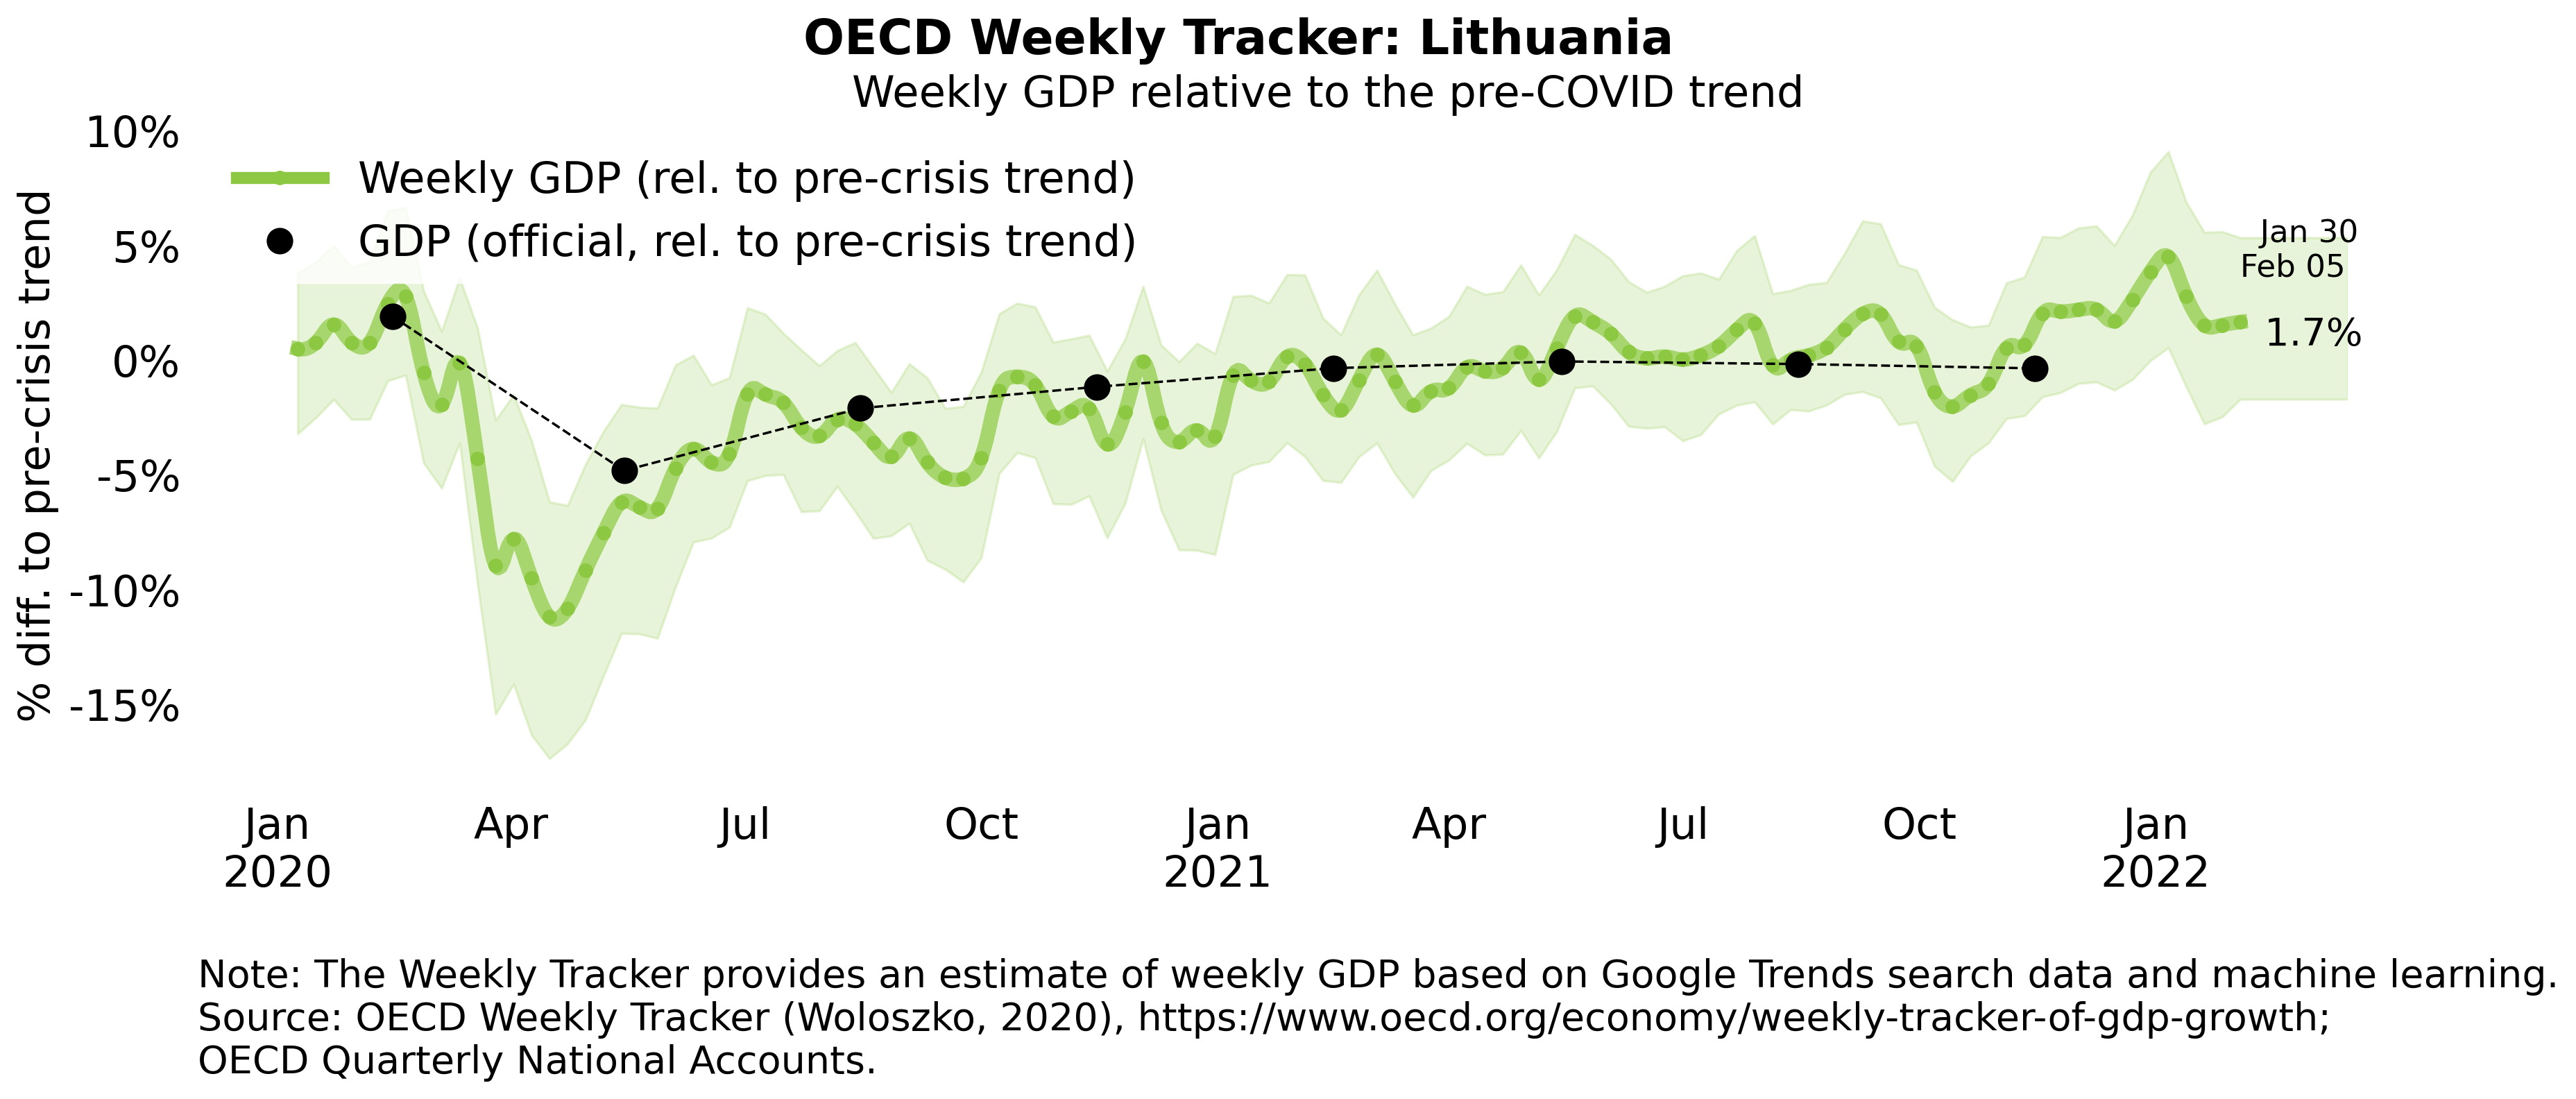 OECD Weekly Tracker: Lithuania
Weekly GDP relative to the pre-COVID trend
% diff. to pre-crisis trend
10%
5%
0%
-5%
-10%
-15%
Weekly GDP (rel. to pre-crisis trend)
GDP (official, rel. to pre-crisis trend)
Jan 30
Feb 05
1.7%
Jan Apr Jul Oct Jan Apr Jul Oct Jan
2020 2021 2022
Note: The Weekly Tracker provides an estimate of weekly GDP based on Google Trends search data and machine learning.
Source: OECD Weekly Tracker (Woloszko, 2020), https://www.oecd.org/economy/weekly-tracker-of-gdp-growth;
OECD Quarterly National Accounts.